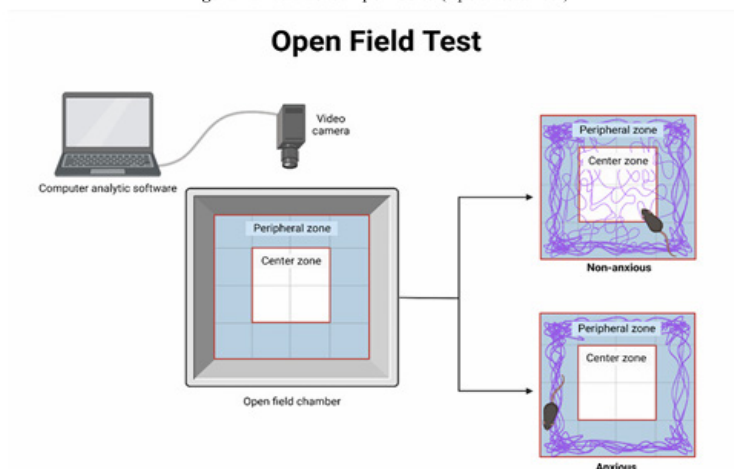 Open Field Test
Video
camera
Computer analytic software
Peripheral zone
Center zone
Open field chamber
Peripheral zone
Center zone
Non-anxious
Peripheral zone
Center zone
Anxious